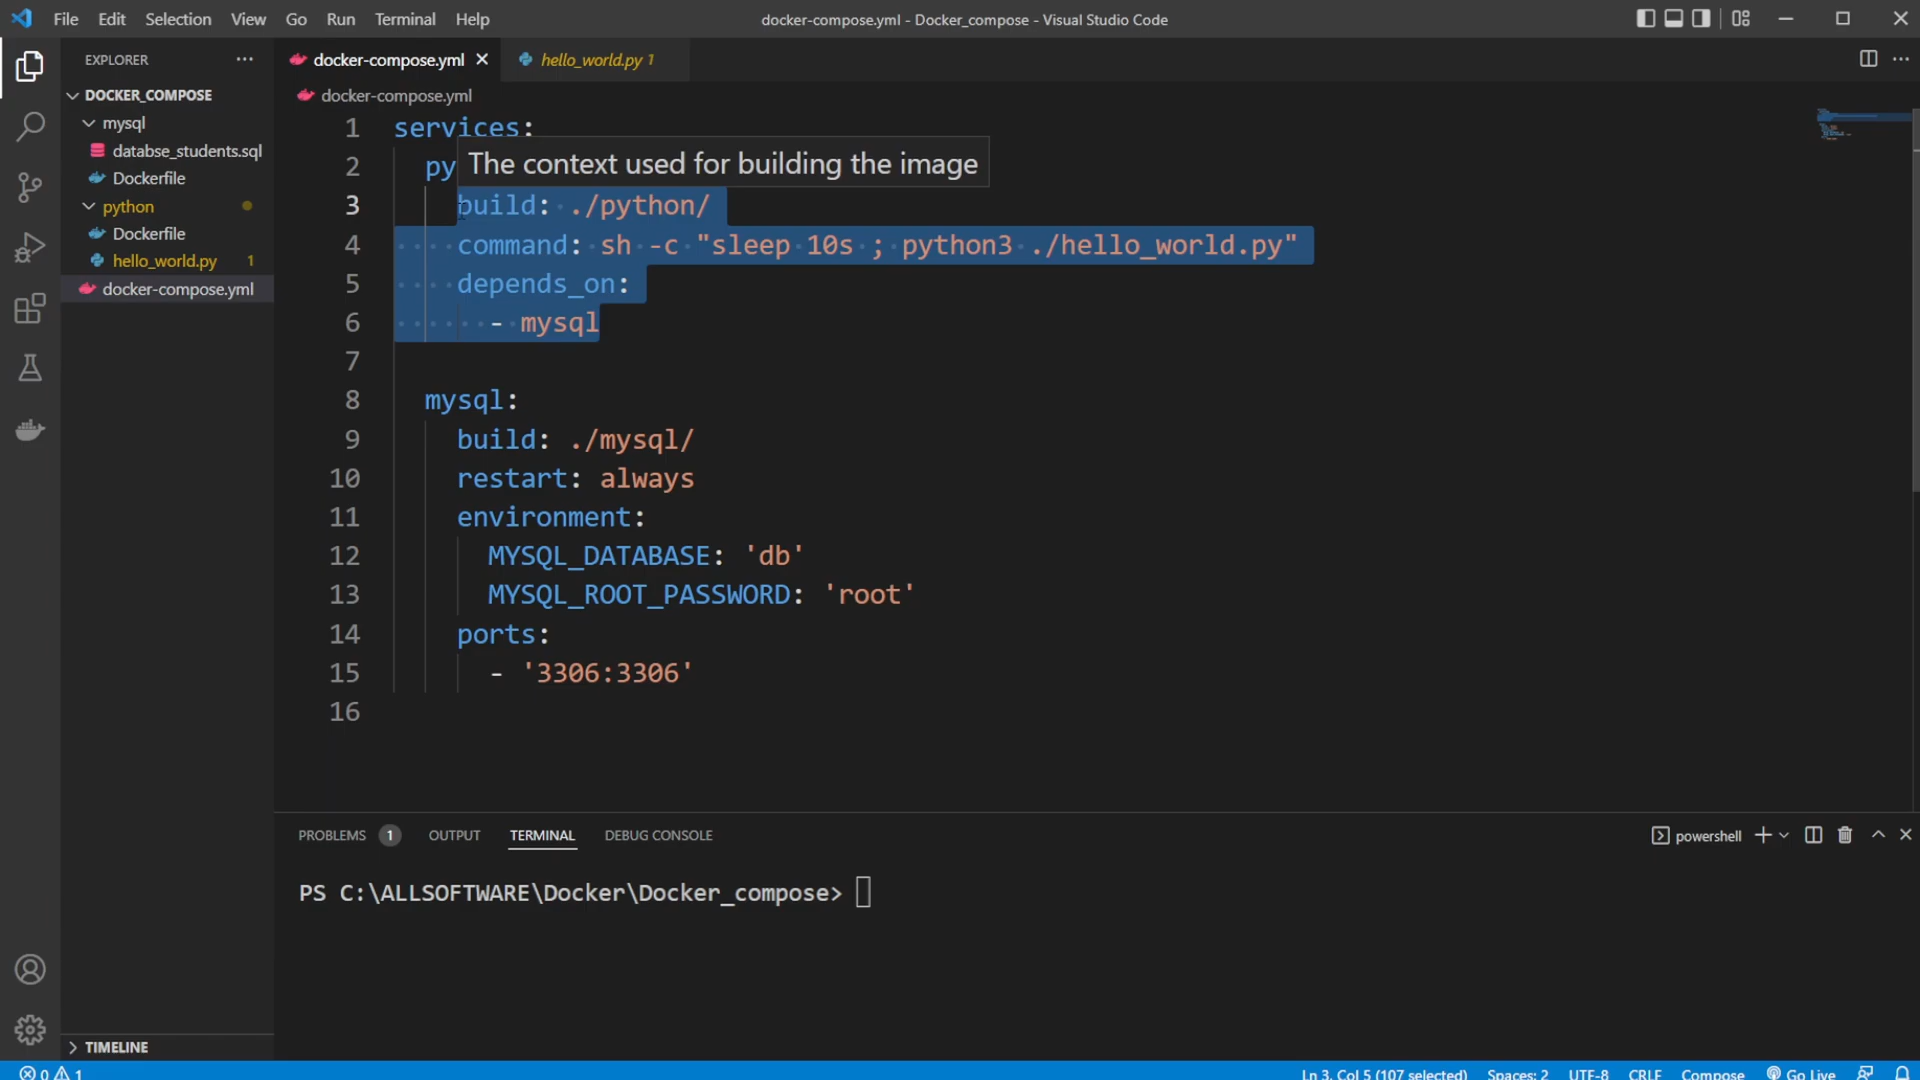 File Edit Selection View Go Run Terminal Help
docker-compose.yml - Docker_compose - Visual Studio Code
EXPLORER
DOCKER_COMPOSE
mysql
databse_students.sql
Dockerfile
python
Dockerfile
hello_world.py 1
docker-compose.yml
TIMELINE
docker-compose.yml
hello_world.py 1
docker-compose.yml
1 services:
2 py
The context used for building the image
3 build: ./python/
4 command: sh -c "sleep 10s ; python3 ./hello_world.py"
5 depends_on:
6 - mysql
7
8 mysql:
9 build: ./mysql/
10 restart: always
11 environment:
12 MYSQL_DATABASE: 'db'
13 MYSQL_ROOT_PASSWORD: 'root'
14 ports:
15 - '3306:3306'
16
PROBLEMS 1 OUTPUT TERMINAL DEBUG CONSOLE
powershell
PS C:\ALLSOFTWARE\Docker\Docker_compose>
0 1
Ln 3, Col 5 (107 selected) Spaces: 2 UTF-8 CRLF Compose Go Live